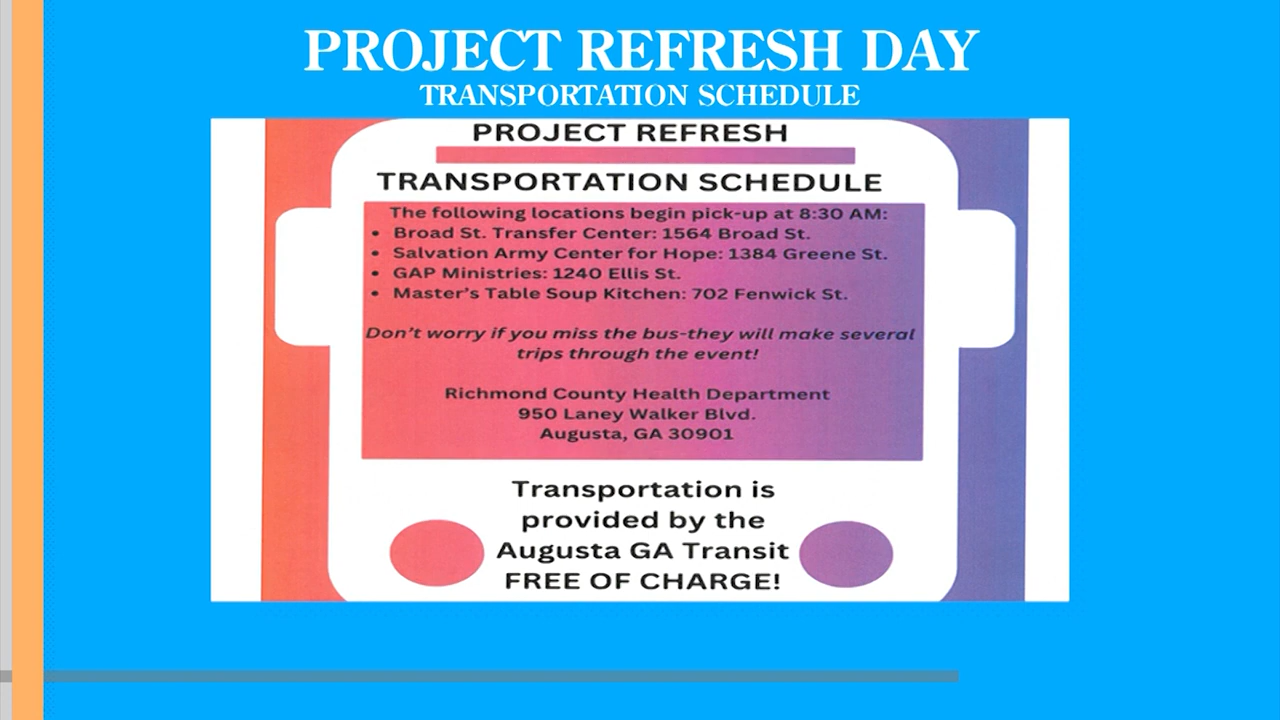 PROJECT REFRESH DAY
TRANSPORTATION SCHEDULE
PROJECT REFRESH
TRANSPORTATION SCHEDULE
The following locations begin pick-up at 8:30 AM:
• Broad St. Transfer Center: 1564 Broad St.
• Salvation Army Center for Hope: 1384 Greene St.
• GAP Ministries: 1240 Ellis St.
• Master's Table Soup Kitchen: 702 Fenwick St.
Don't worry if you miss the bus-they will make several
trips through the event!
Richmond County Health Department
950 Laney Walker Blvd.
Augusta, GA 30901
Transportation is
provided by the
Augusta GA Transit
FREE OF CHARGE!